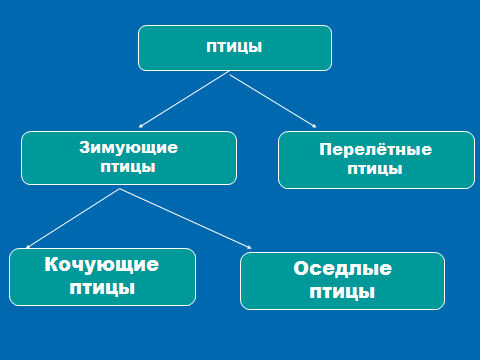 птицы
Зимующие
птицы
Перелётные
птицы
Кочующие
птицы
Оседлые
птицы